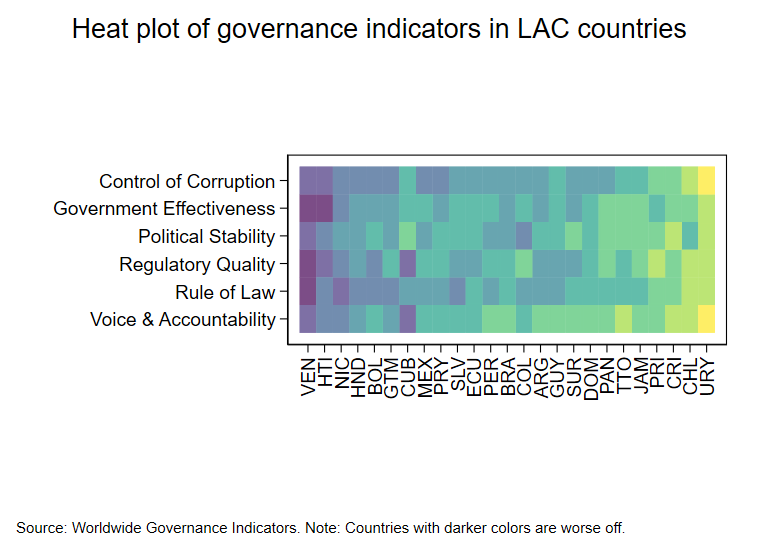 Heat plot of governance indicators in LAC countries
Control of Corruption
Government Effectiveness
Political Stability
Regulatory Quality
Rule of Law
Voice & Accountability
VEN
HTI
NIC
HND
BOL
GTM
CUB
MEX
PRY
SLV
ECU
PER
BRA
COL
ARG
GUY
SUR
DOM
PAN
TTO
JAM
PRI
CRI
CHL
URY
Source: Worldwide Governance Indicators. Note: Countries with darker colors are worse off.